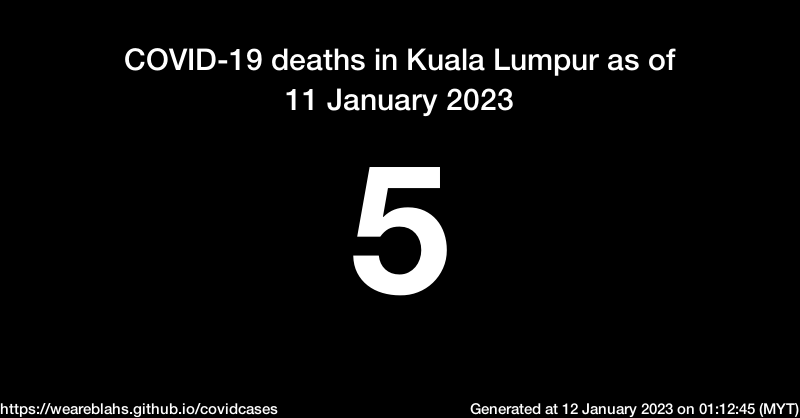 COVID-19 deaths in Kuala Lumpur as of
11 January 2023
5
https://weareblahs.github.io/covidcases
Generated at 12 January 2023 on 01:12:45 (MYT)